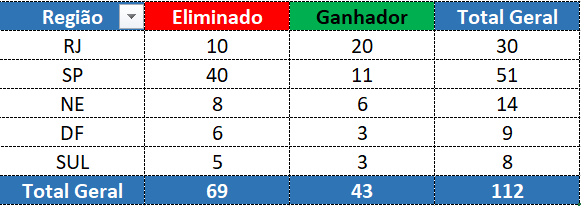 Região Eliminado Ganhador Total Geral
RJ 10 20 30
SP 40 11 51
NE 8 6 14
DF 6 3 9
SUL 5 3 8
Total Geral 69 43 112